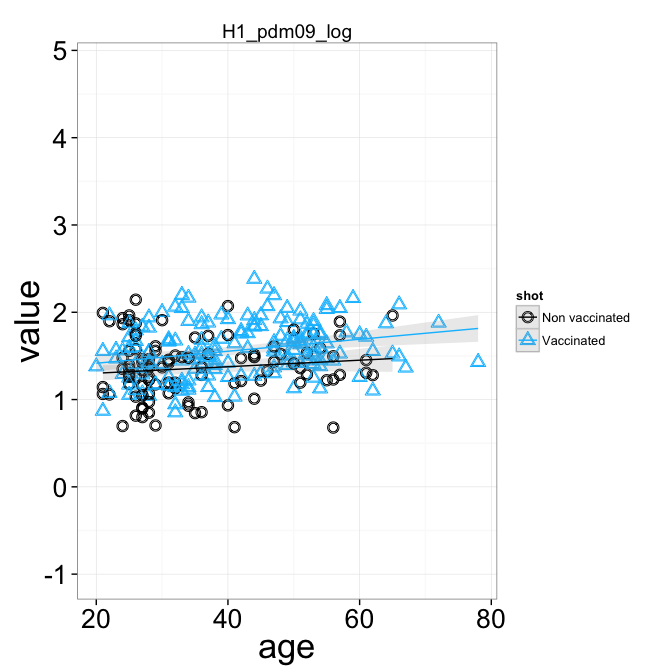 H1_pdm09_log
5
4
3
2
1
0
-1
value
20 40 60 80
age
shot
Non vaccinated
Vaccinated